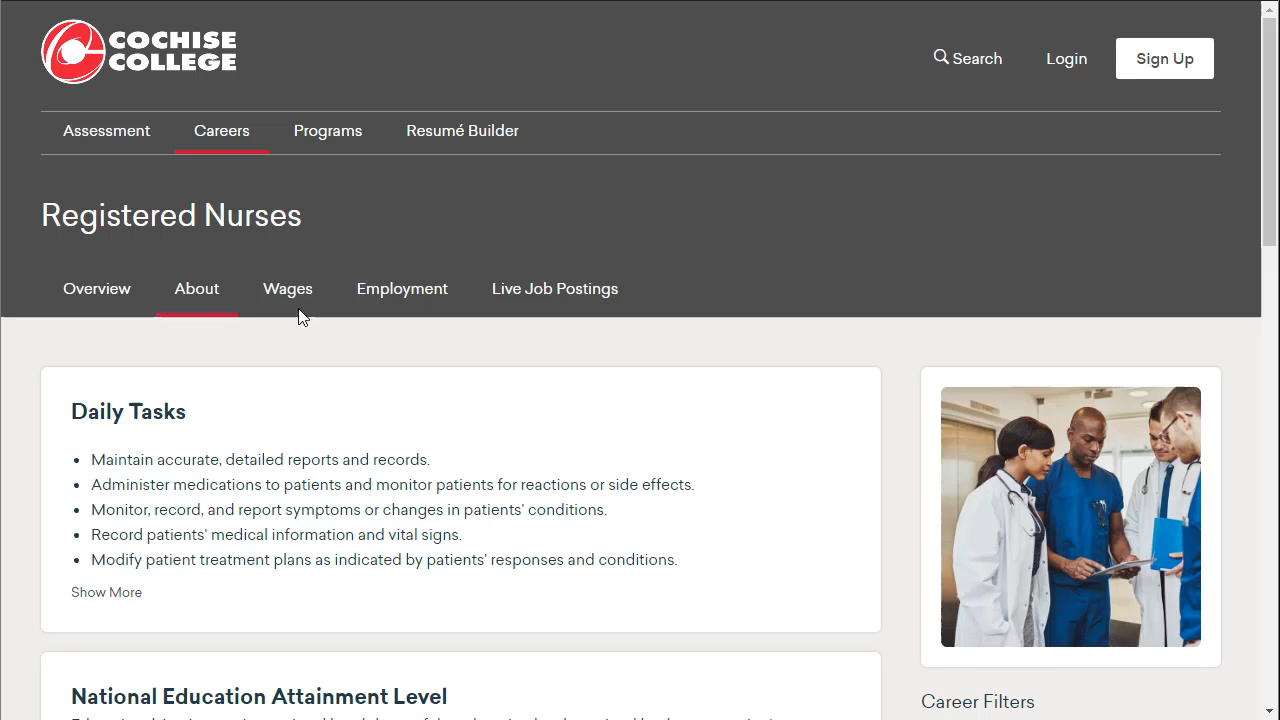 COCHISE
COLLEGE
Search
Login
Sign Up
Assessment
Careers
Programs
Resumé Builder
Registered Nurses
Overview
About
Wages
Employment
Live Job Postings
Daily Tasks
• Maintain accurate, detailed reports and records.
• Administer medications to patients and monitor patients for reactions or side effects.
• Monitor, record, and report symptoms or changes in patients' conditions.
• Record patients' medical information and vital signs.
• Modify patient treatment plans as indicated by patients' responses and conditions.
Show More
National Education Attainment Level
Career Filters